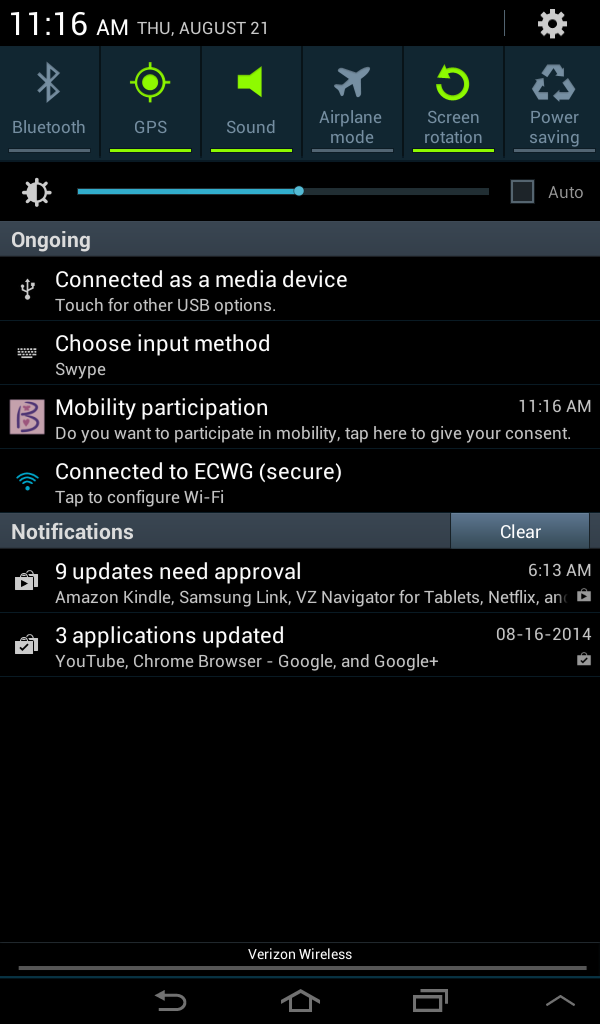 11:16 AM THU, AUGUST 21
Bluetooth
GPS
Sound
Airplane
mode
Screen
rotation
Power
saving
Auto
Ongoing
Connected as a media device
Touch for other USB options.
Choose input method
Swype
Mobility participation 11:16 AM
Do you want to participate in mobility, tap here to give your consent.
Connected to ECWG (secure)
Tap to configure Wi-Fi
Notifications Clear
9 updates need approval 6:13 AM
Amazon Kindle, Samsung Link, VZ Navigator for Tablets, Netflix, an
3 applications updated 08-16-2014
YouTube, Chrome Browser - Google, and Google+
Verizon Wireless